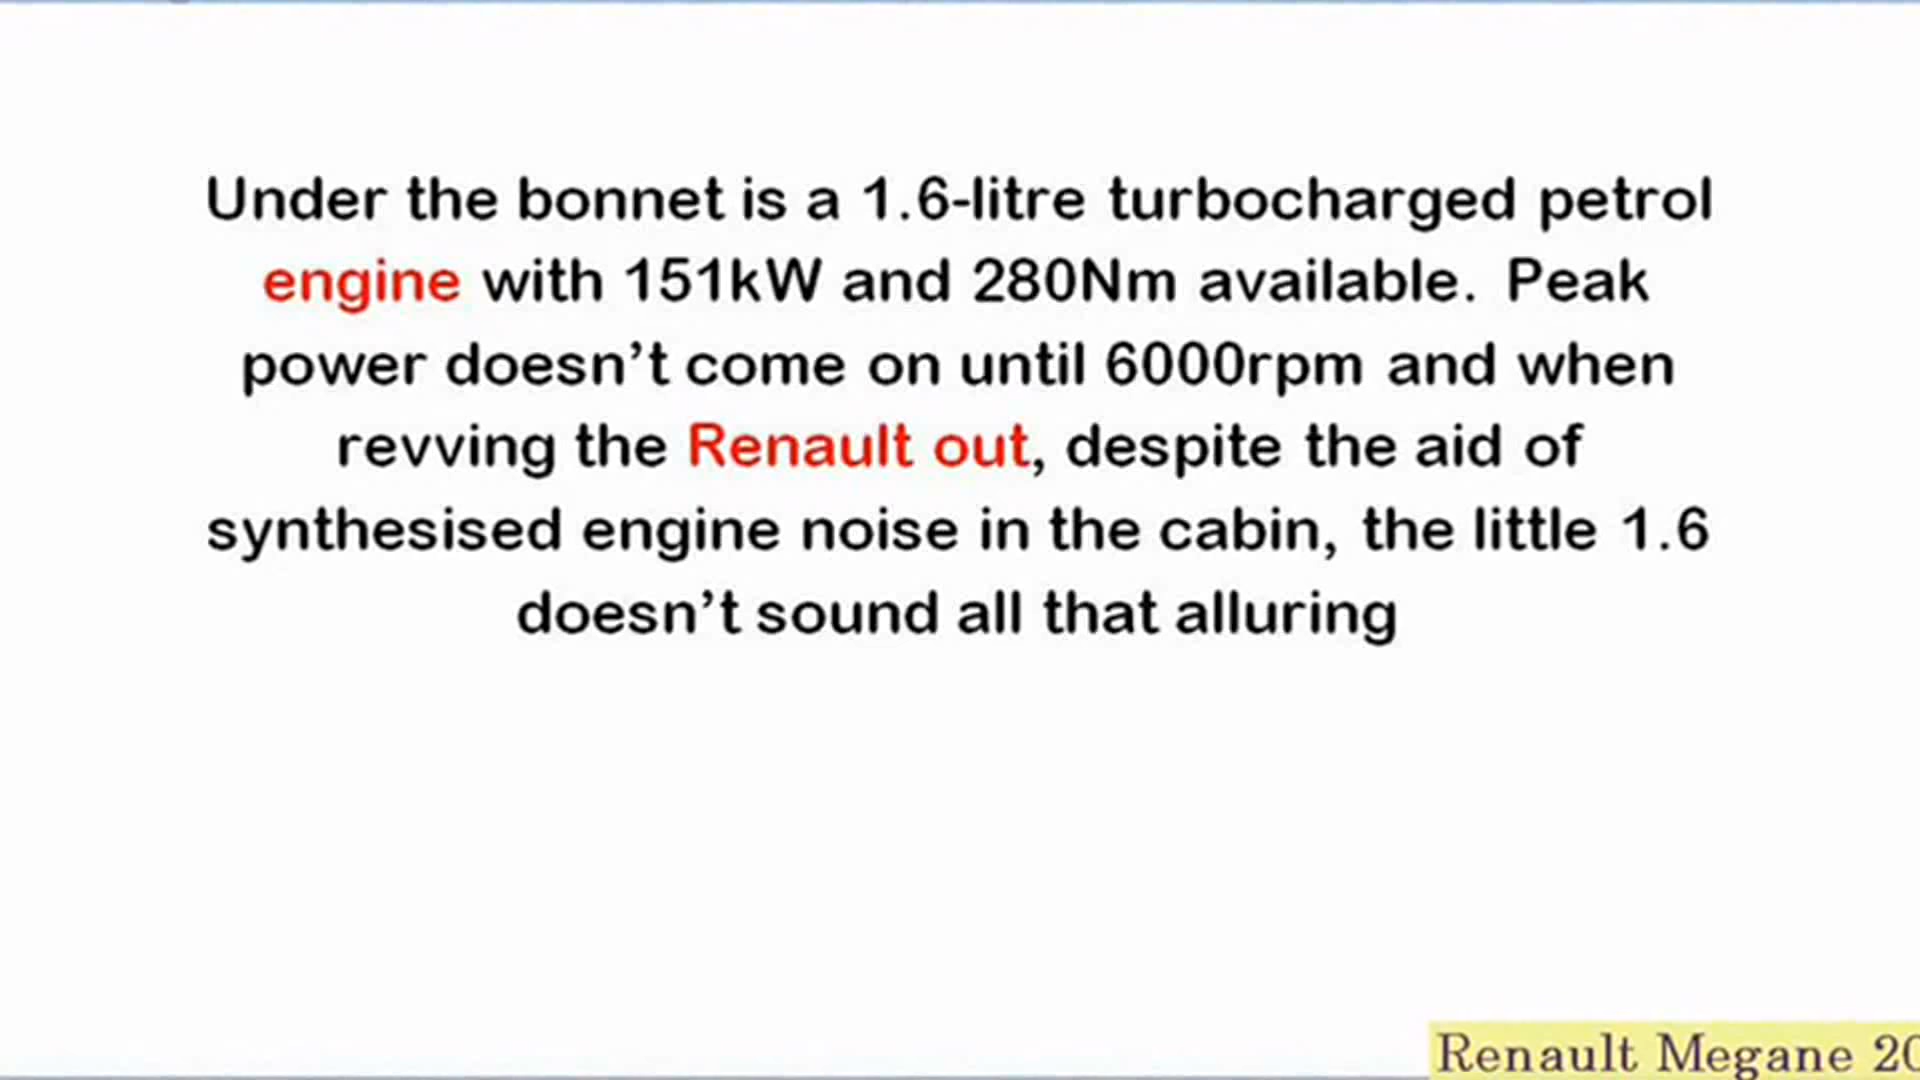 Under the bonnet is a 1.6-litre turbocharged petrol
engine with 151kW and 280Nm available. Peak
power doesn’t come on until 6000rpm and when
revving the Renault out, despite the aid of
synthesised engine noise in the cabin, the little 1.6
doesn’t sound all that alluring
Renault Megane 20